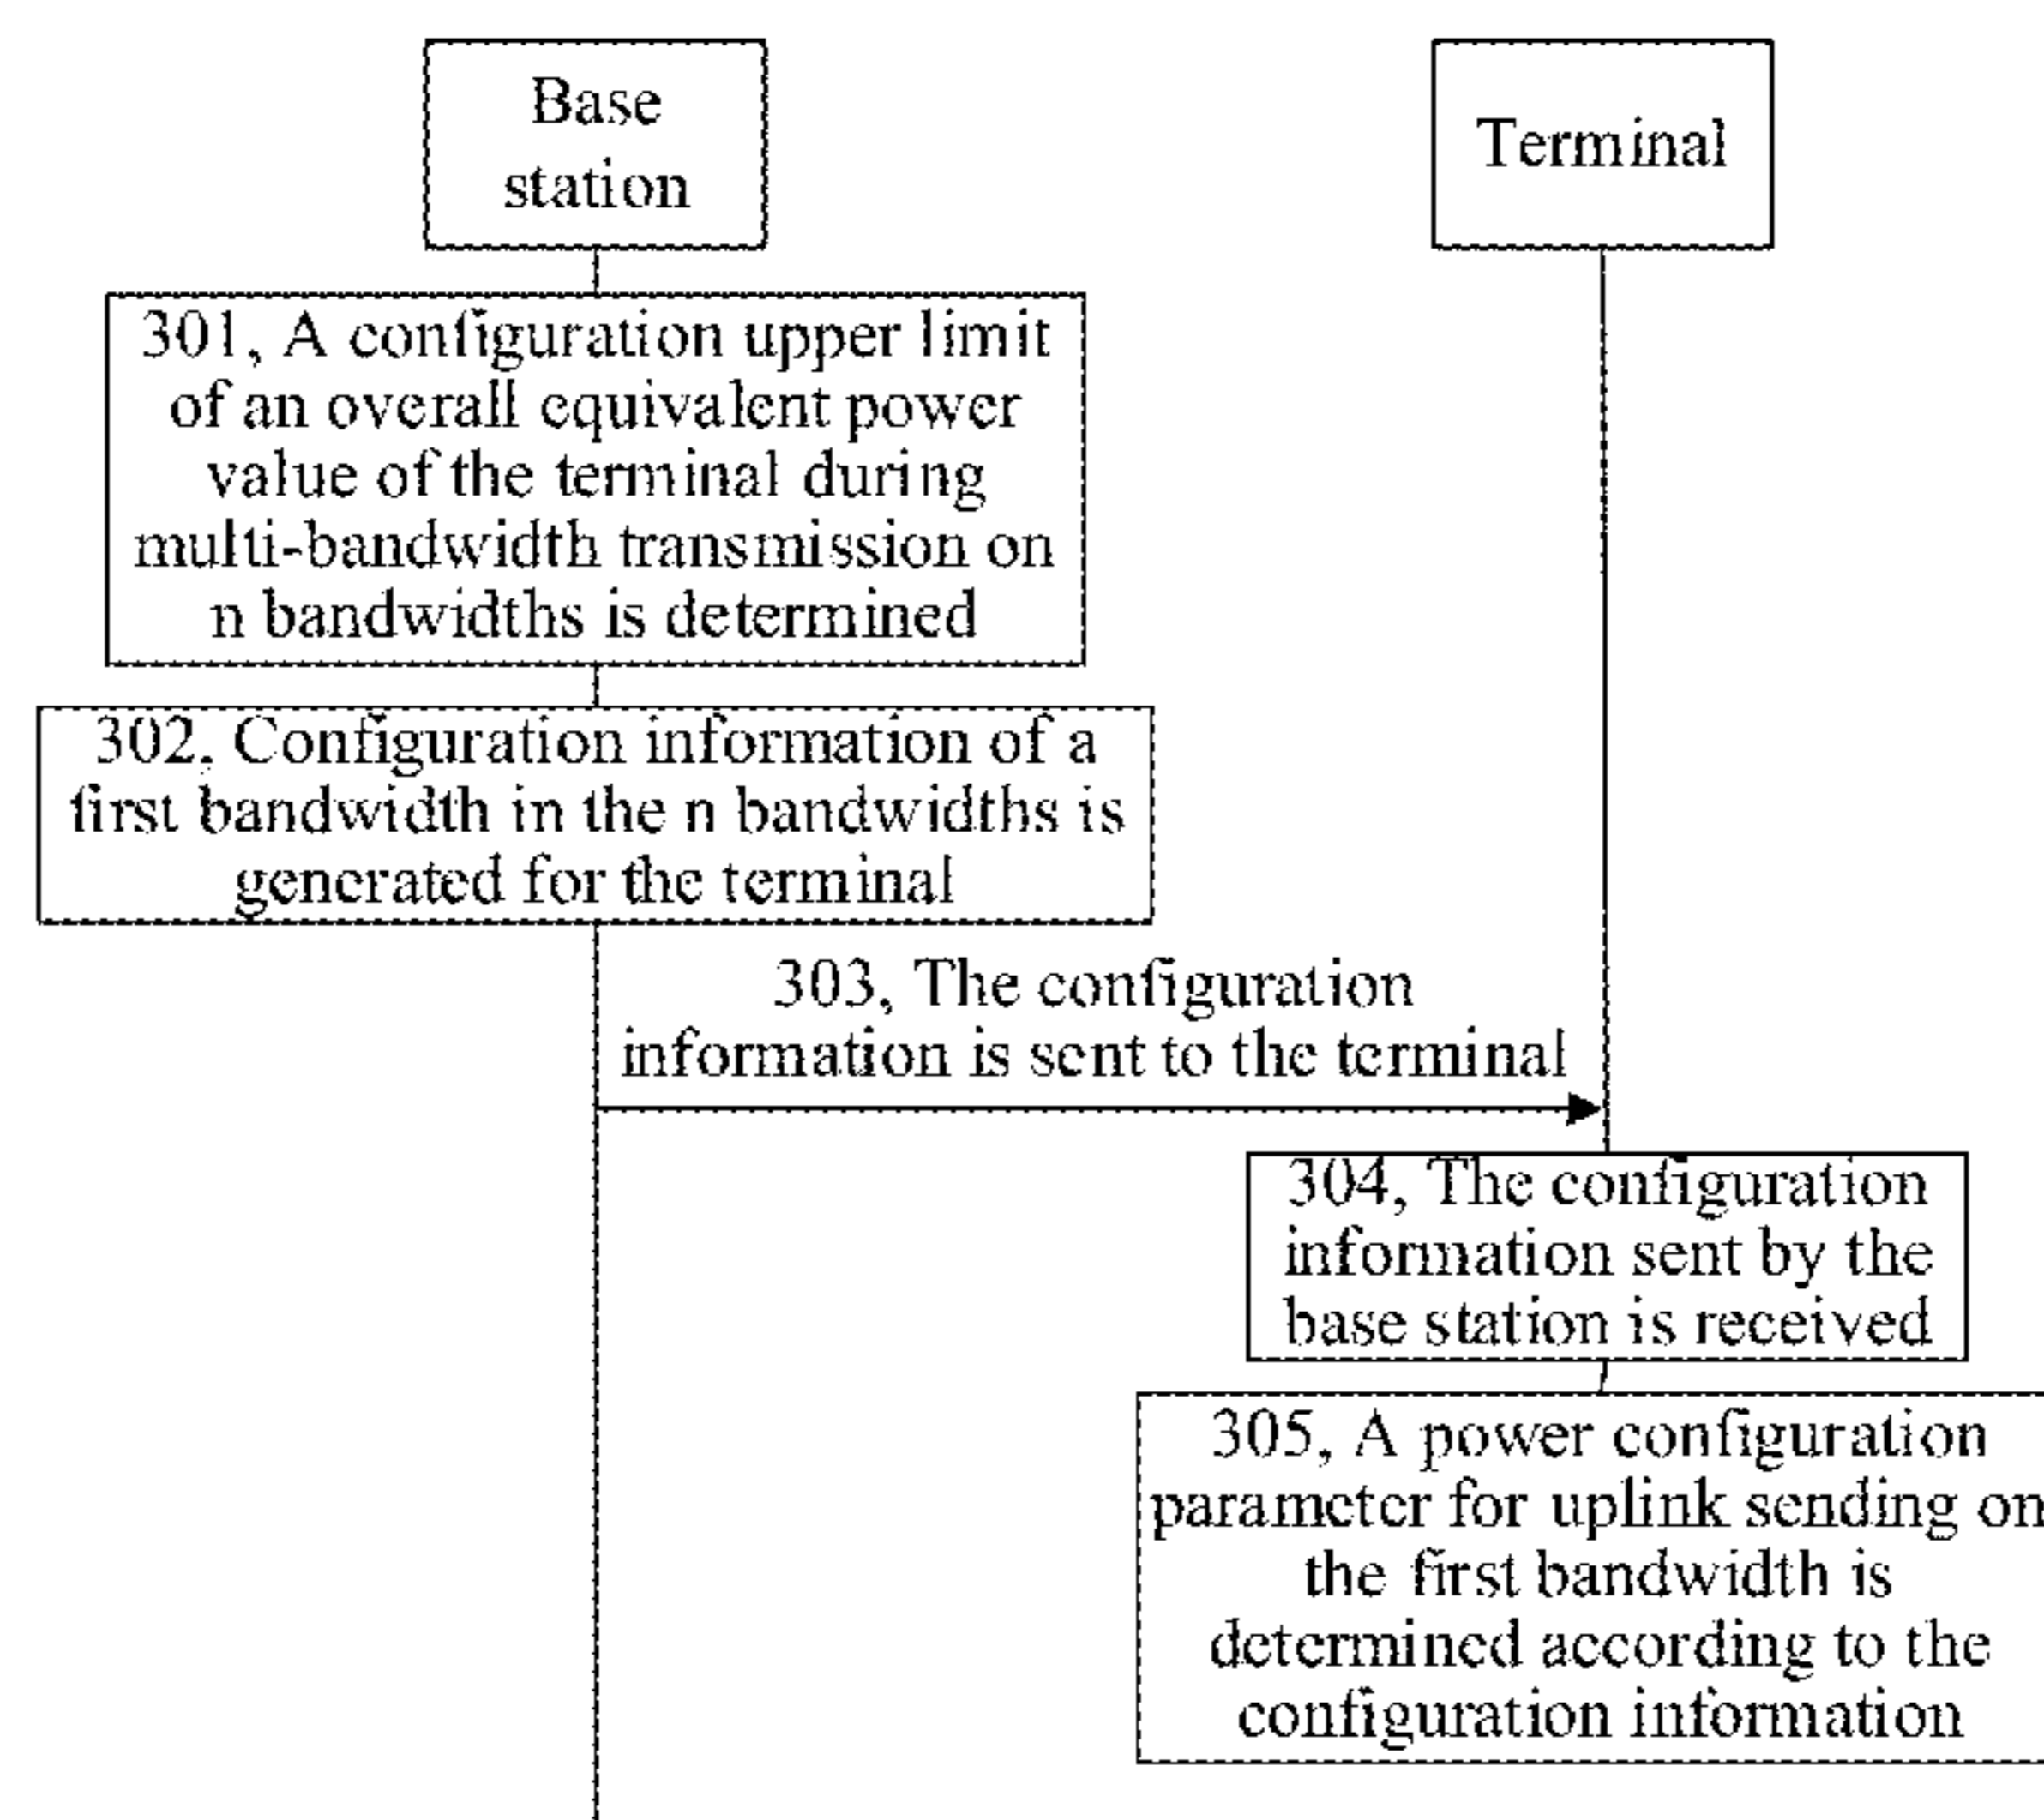 Base
station
Terminal
301, A configuration upper limit
of an overall equivalent power
value of the terminal during
multi-bandwidth transmission on
n bandwidths is determined
302, Configuration information of a
first bandwidth in the n bandwidths is
generated for the terminal
303, The configuration
information is sent to the terminal
304, The configuration
information sent by the
base station is received
305, A power configuration
parameter for uplink sending on
the first bandwidth is
determined according to the
configuration information